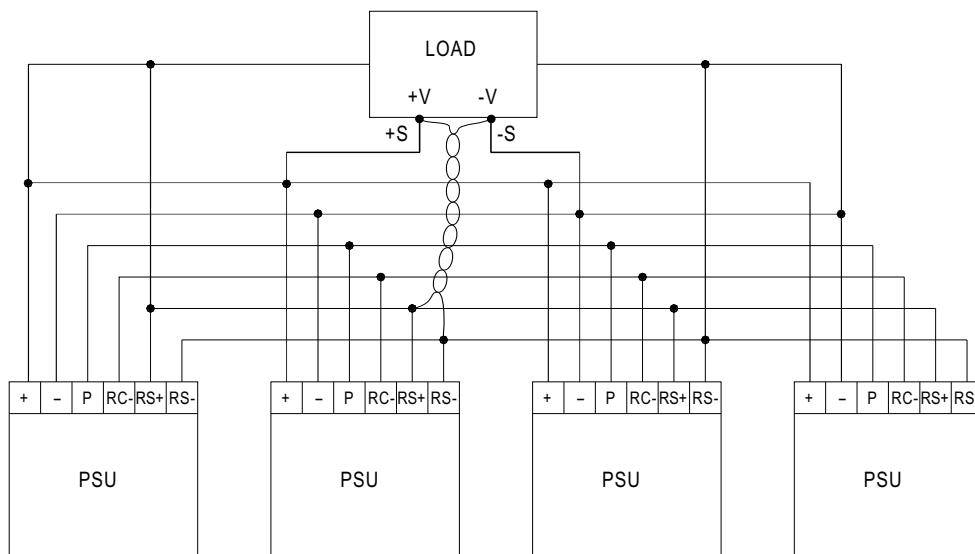 LOAD
+V -V
+S -S
+ – P RC- RS+ RS- + – P RC- RS+ RS- + – P RC- RS+ RS- + – P RC- RS+ RS
PSU PSU PSU PSU